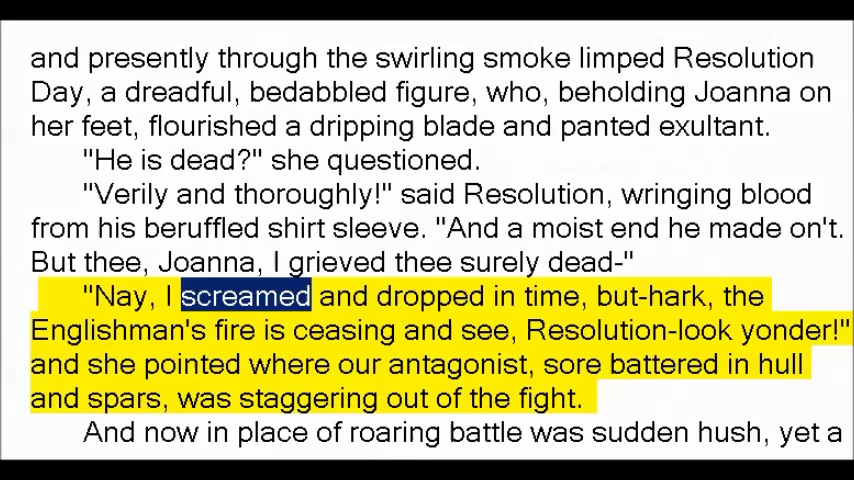 and presently through the swirling smoke limped Resolution
Day, a dreadful, bedabbled figure, who, beholding Joanna on
her feet, flourished a dripping blade and panted exultant.
"He is dead?" she questioned.
"Verily and thoroughly!" said Resolution, wringing blood
from his beruffled shirt sleeve. "And a moist end he made on't.
But thee, Joanna, I grieved thee surely dead-"
"Nay, I screamed and dropped in time, but-hark, the
Englishman's fire is ceasing and see, Resolution-look yonder!"
and she pointed where our antagonist, sore battered in hull
and spars, was staggering out of the fight.
And now in place of roaring battle was sudden hush, yet a